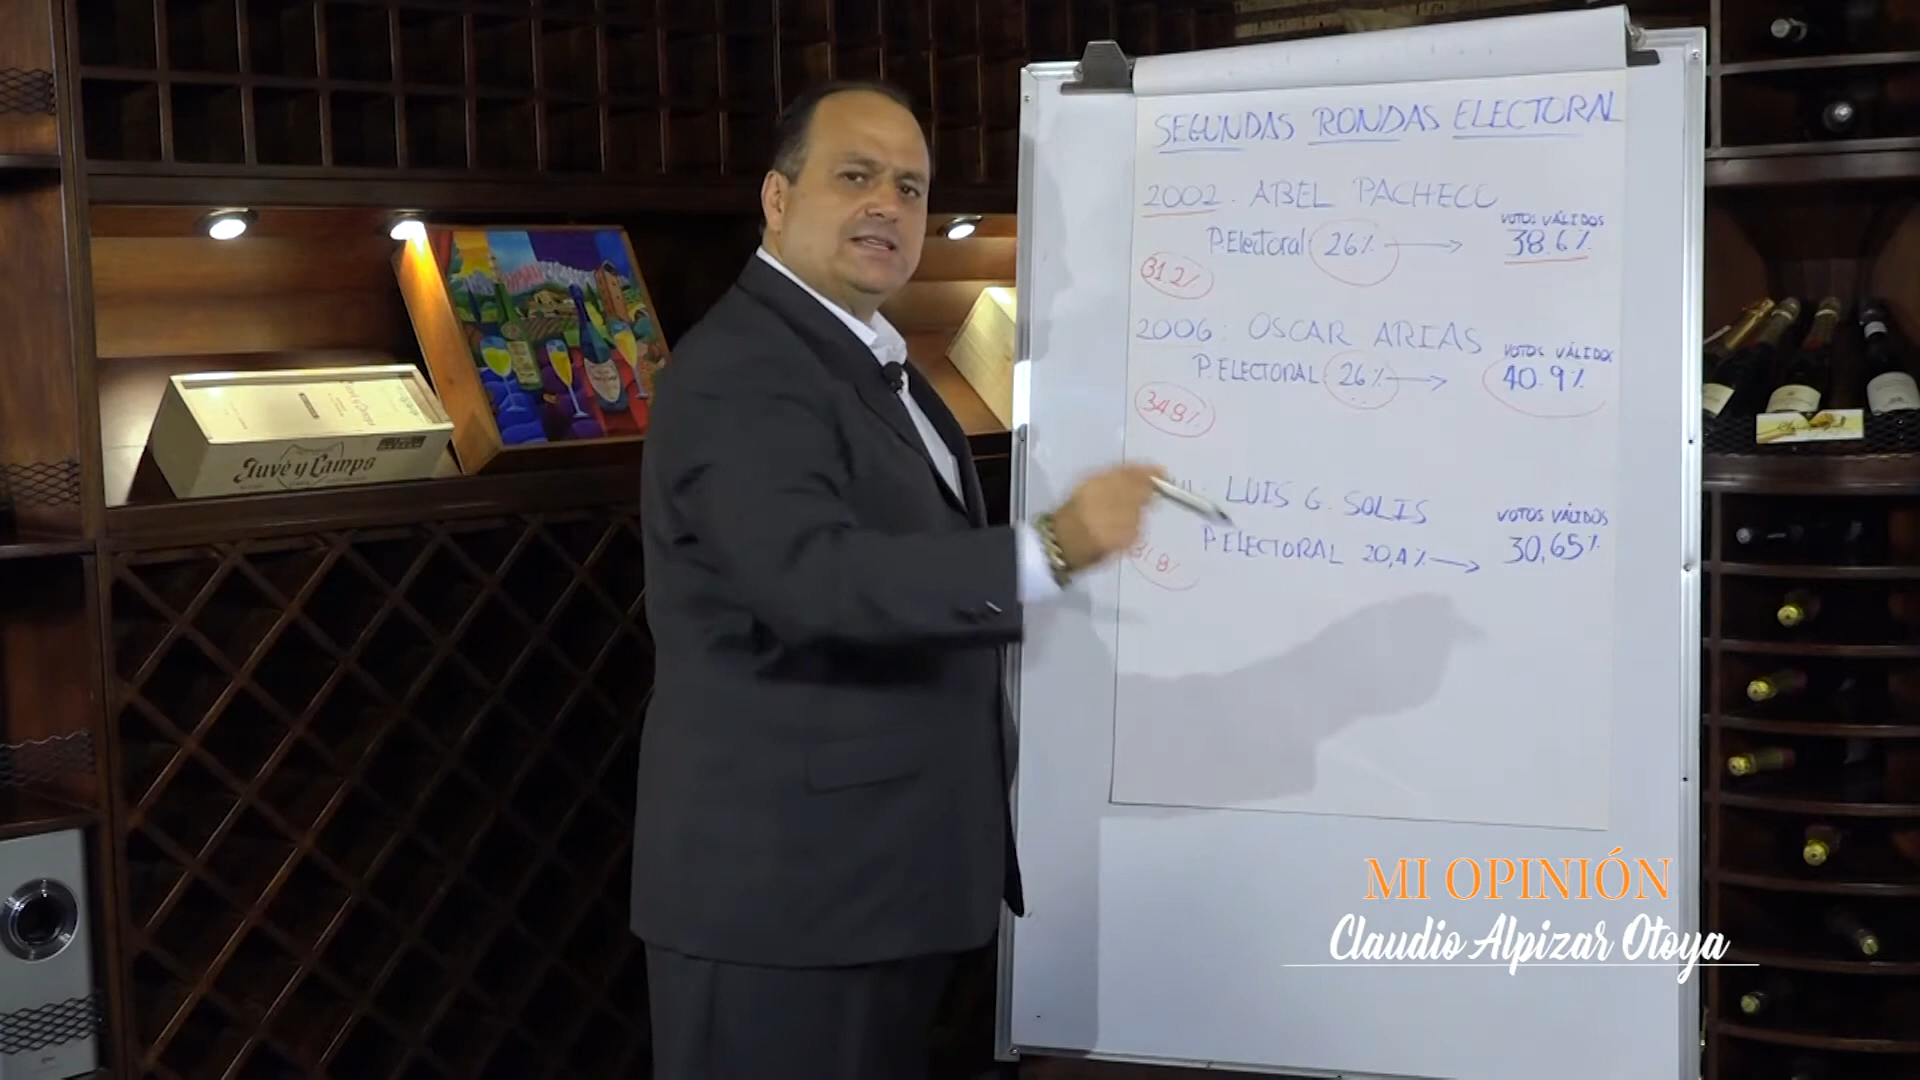 SEGUNDAS RONDAS ELECTORAL
2002. ABEL PACHECO
VOTOS VÁLIDOS
P.Electoral 26% → 38.6%
31.2%
2006: OSCAR ARIAS
VOTOS VÁLIDOS
P. ELECTORAL 26% → 40.9%
34.8%
LUIS G. SOLIS
VOTOS VÁLIDOS
P. ELECTORAL 20,4% → 30,65%
31.8%
Juvé y Camps
MI OPINIÓN
Claudio Alpizar Otoya